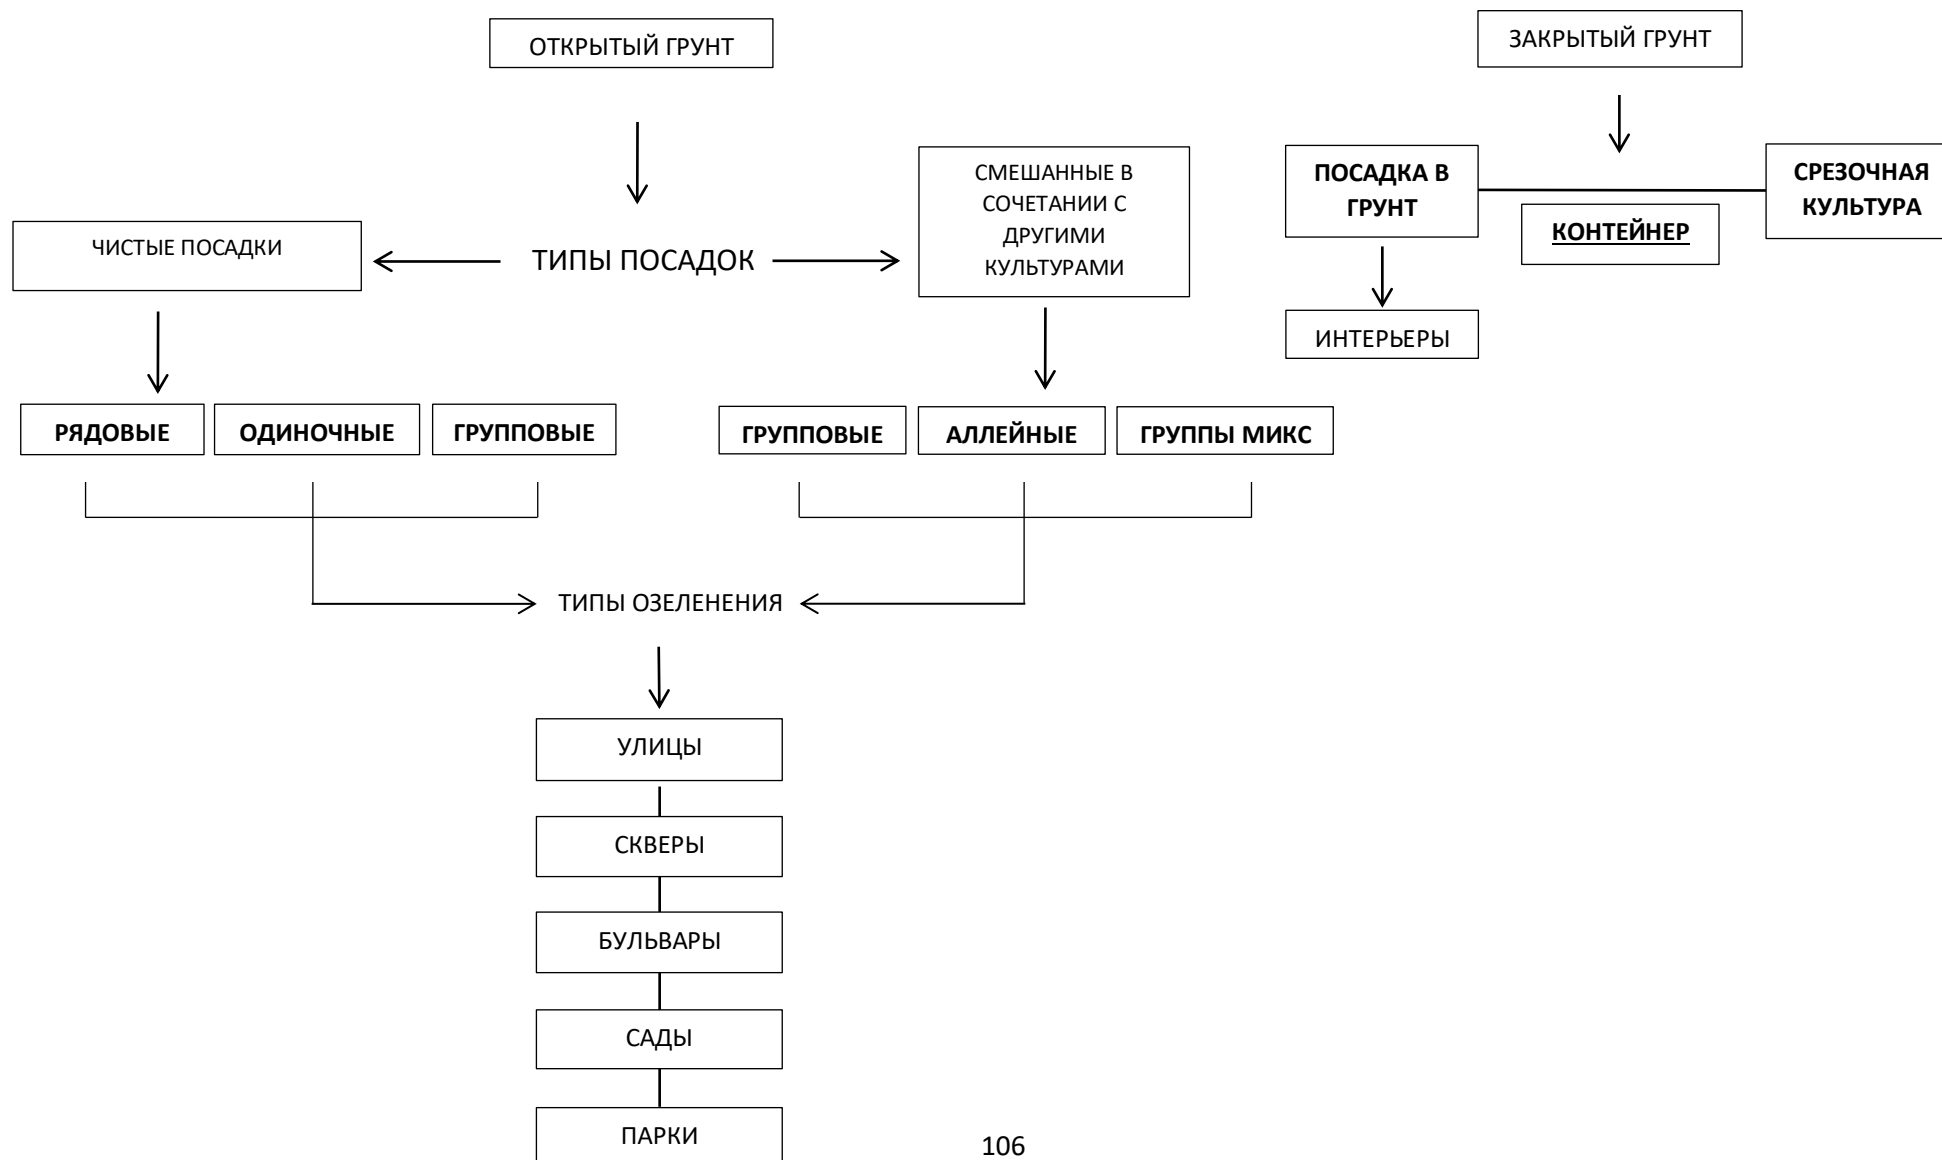 ОТКРЫТЫЙ ГРУНТ
ЗАКРЫТЫЙ ГРУНТ
ЧИСТЫЕ ПОСАДКИ
ТИПЫ ПОСАДОК
СМЕШАННЫЕ В
СОЧЕТАНИИ С
ДРУГИМИ
КУЛЬТУРАМИ
ПОСАДКА В
ГРУНТ
КОНТЕЙНЕР
СРЕЗОЧНАЯ
КУЛЬТУРА
ИНТЕРЬЕРЫ
РЯДОВЫЕ
ОДИНОЧНЫЕ
ГРУППОВЫЕ
ГРУППОВЫЕ
АЛЛЕЙНЫЕ
ГРУППЫ МИКС
ТИПЫ ОЗЕЛЕНЕНИЯ
УЛИЦЫ
СКВЕРЫ
БУЛЬВАРЫ
САДЫ
ПАРКИ
106